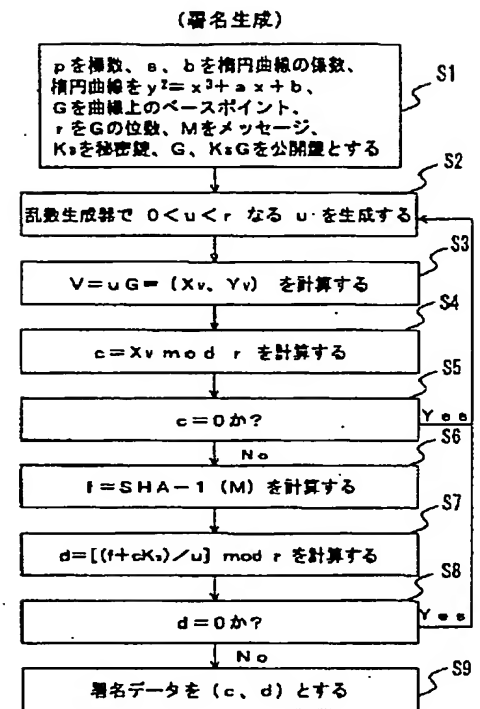 (署名生成)
pを標数、a、bを楕円曲線の係数、
楕円曲線をy²=x³+ax+b、
Gを曲線上のベースポイント、
rをGの位数、Mをメッセージ、
Ksを秘密鍵、G、KsGを公開鍵とする
S1
S2
乱数生成器で 0<u<r なる u を生成する
S3
V=uG=(Xv、Yv) を計算する
S4
c=Xv mod r を計算する
S5
c=0か?
Yes
S6
No
f=SHA-1(M)を計算する
S7
d=[(f+cKs)/u] mod r を計算する
S8
d=0か?
Yes
No
S9
署名データを(c、d)とする